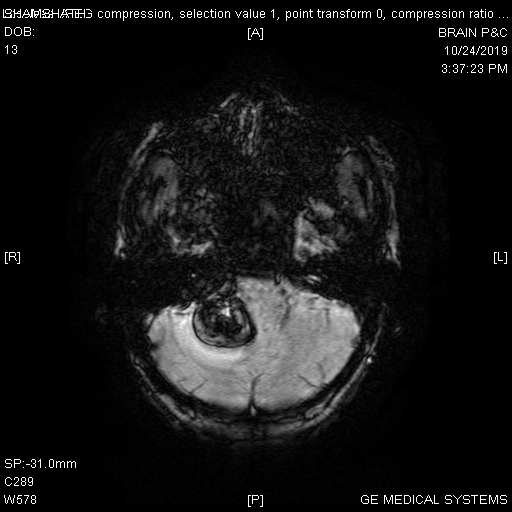 compression, selection value 1, point transform 0, compression ratio ...
DOB:
[A]
BRAIN P&C
13
10/24/2019
3:37:23 PM
[R]
[L]
SP:-31.0mm
C289
W578
[P]
GE MEDICAL SYSTEMS